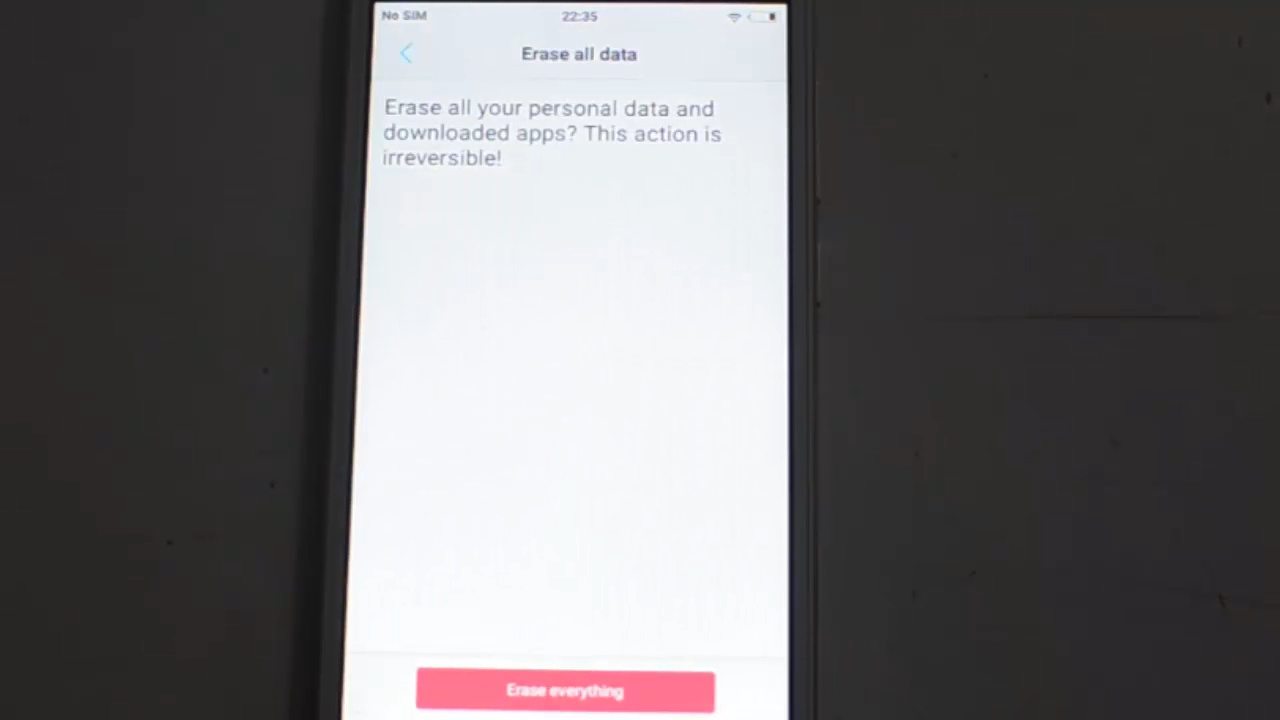 No SIM 22:35
Erase all data
Erase all your personal data and
downloaded apps? This action is
irreversible!
Erase everything